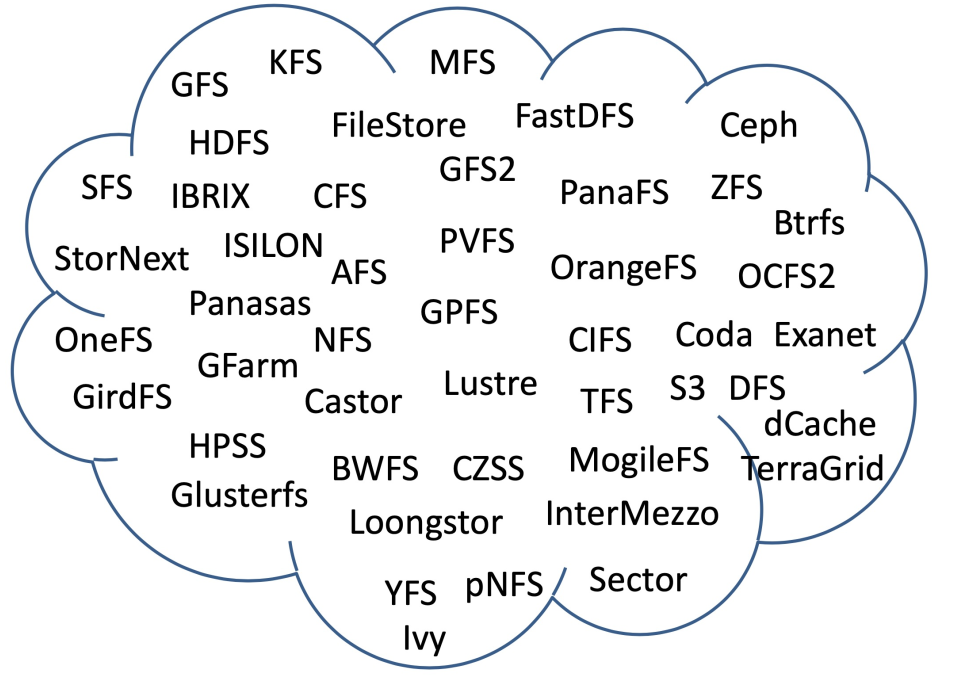 KFS
MFS
GFS
FileStore
FastDFS
Ceph
HDFS
GFS2
SFS
IBRIX
CFS
PanaFS
ZFS
Btrfs
StorNext
ISILON
AFS
PVFS
OrangeFS
OCFS2
Panasas
GPFS
OneFS
NFS
CIFS
Coda
Exanet
GFarm
GirdFS
Castor
Lustre
TFS
S3
DFS
dCache
HPSS
BWFS
CZSS
MogileFS
TerraGrid
Glusterfs
Loongstor
InterMezzo
YFS
pNFS
Sector
Ivy